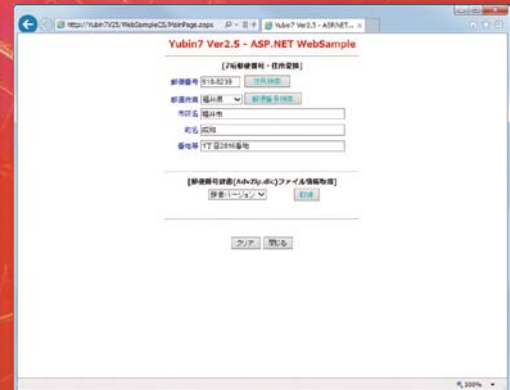 http://Yubin7V25/WebSampleCS/MainPage.aspx
Yubin7 Ver2.5 - ASP.NET...
Yubin7 Ver2.5 - ASP.NET WebSample
[7桁郵便番号・住所変換]
郵便番号 918-8239 住所検索
都道府県 福井県 郵便番号検索
市区名 福井市
町名 成和
番地等 1丁目2816番地
[郵便番号辞書(AdvZip.dic)ファイル情報取得]
辞書バージョン 取得
クリア 閉じる
100%